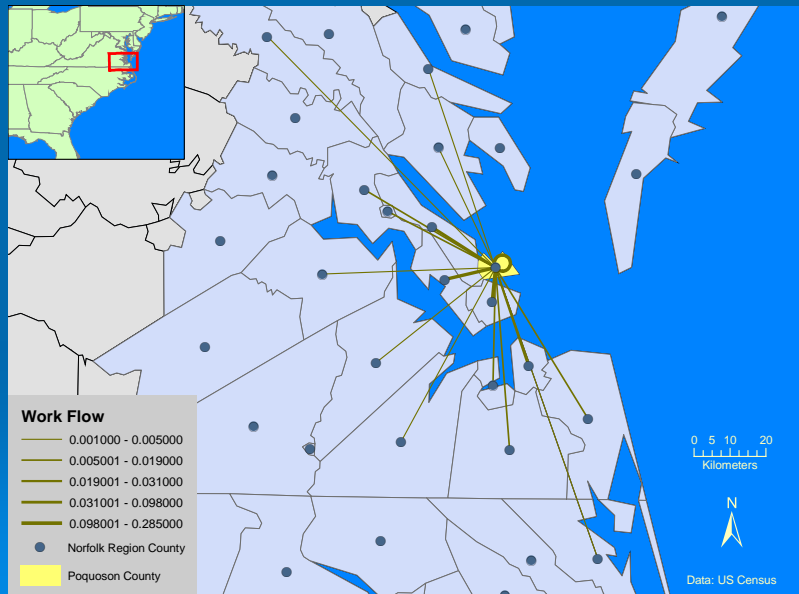 Work Flow
0.001000 - 0.005000
0.005001 - 0.019000
0.019001 - 0.031000
0.031001 - 0.098000
0.098001 - 0.285000
Norfolk Region County
Poquoson County
0 5 10 20
Kilometers
N
Data: US Census